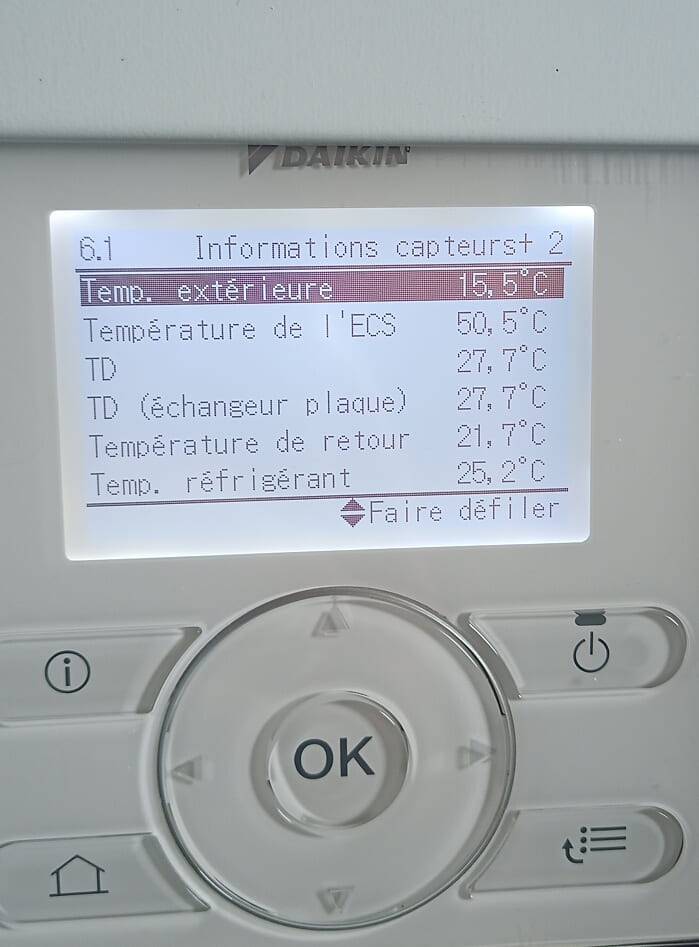 DAIKIN
6.1 Informations capteurs+ 2
Temp. extérieure 15,5°C
Température de l'ECS 50,5°C
TD 27,7°C
TD (échangeur plaque) 27,7°C
Température de retour 21,7°C
Temp. réfrigérant 25,2°C
Faire défiler
i
OK